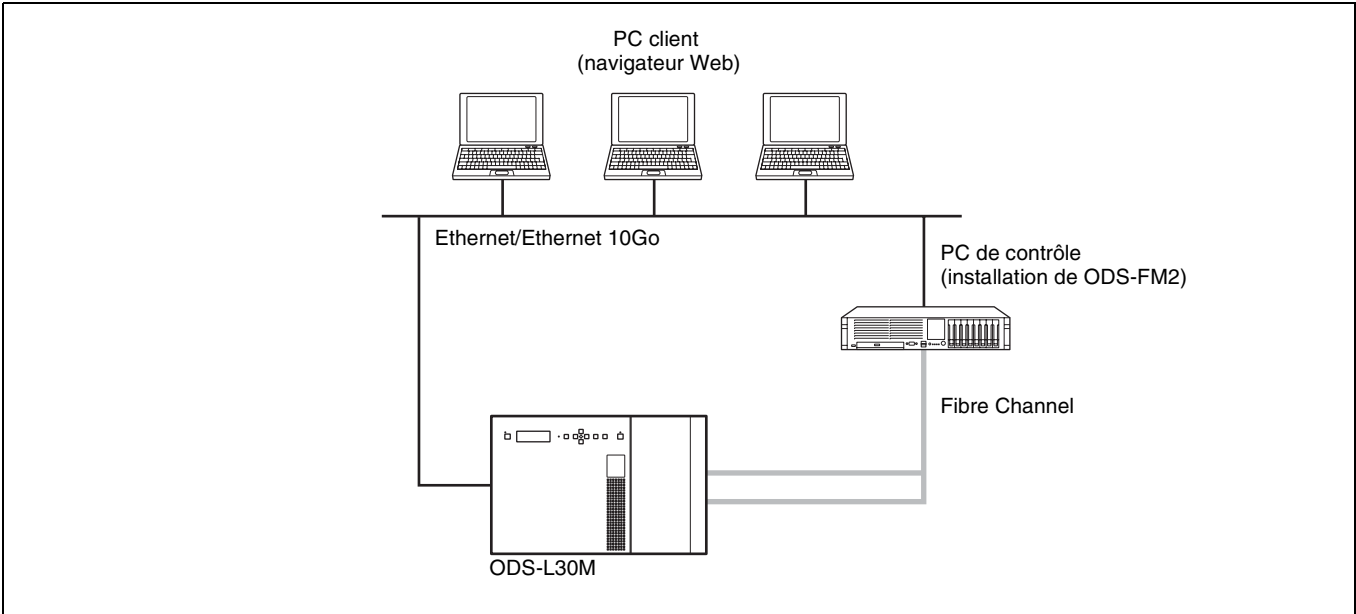 PC client
(navigateur Web)
Ethernet/Ethernet 10Go
PC de contrôle
(installation de ODS-FM2)
Fibre Channel
ODS-L30M